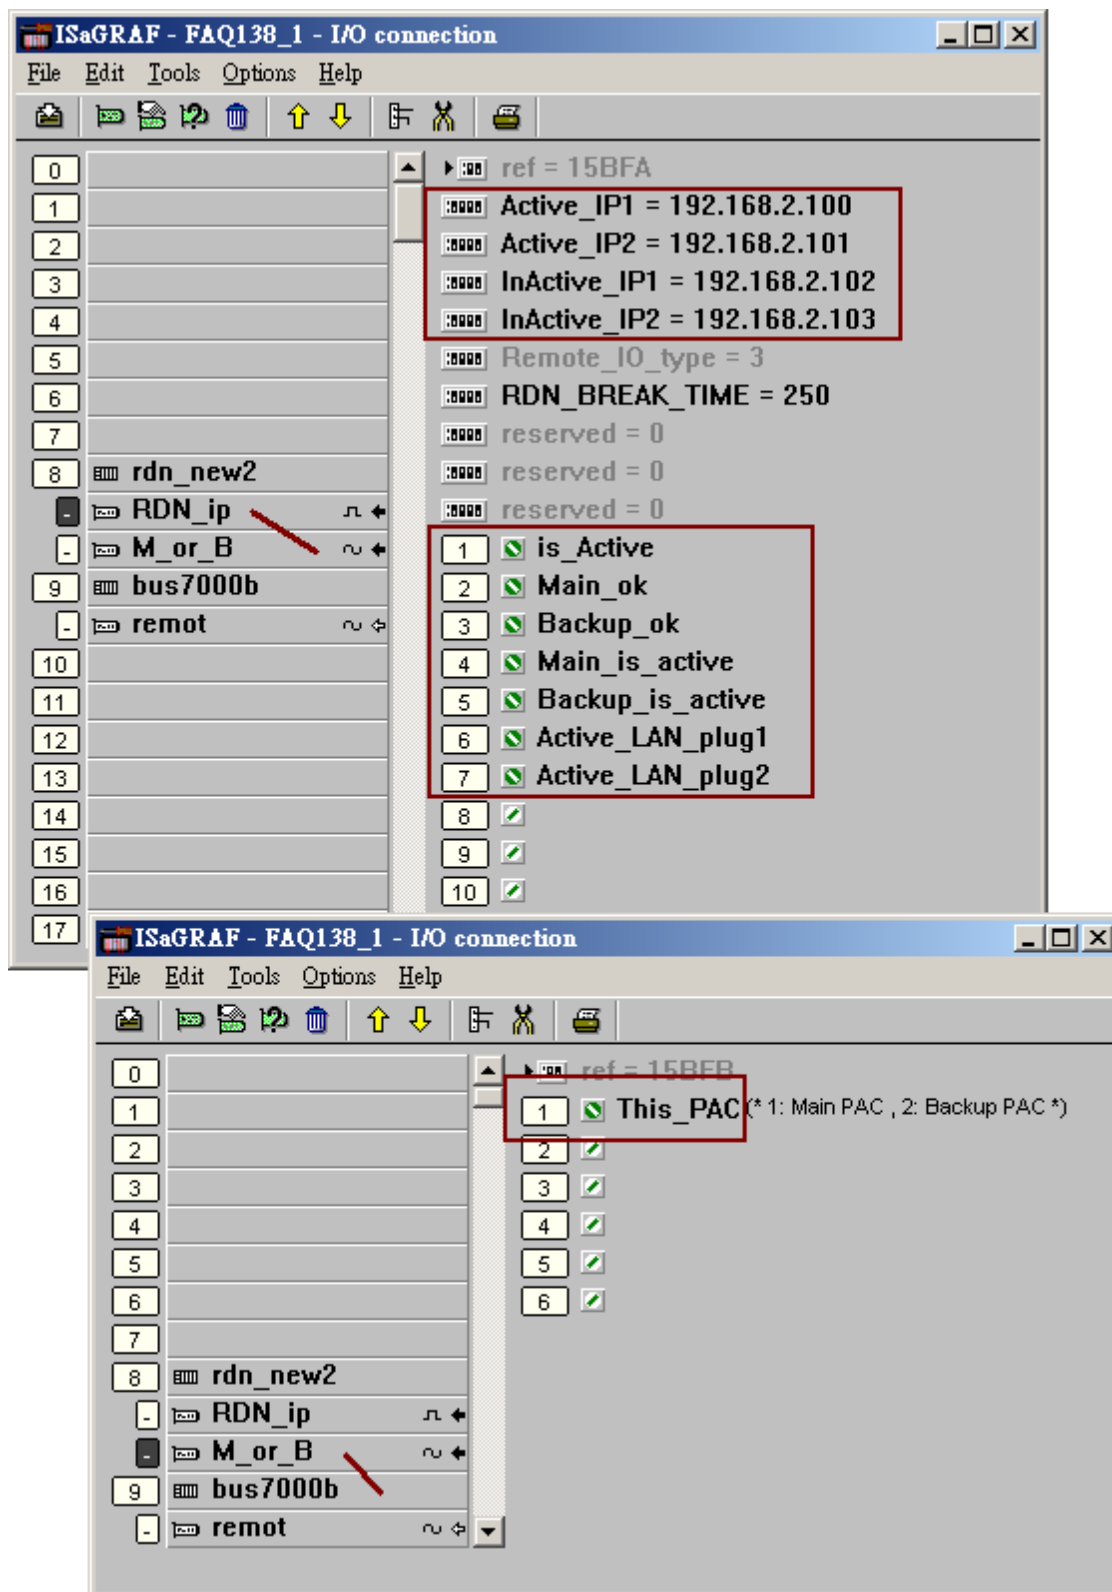 ISaGRAF - FAQ138_1 - I/O connection
File Edit Tools Options Help
0
1
2
3
4
5
6
7
8 rdn_new2
- RDN_ip
- M_or_B
9 bus7000b
- remot
10
11
12
13
14
15
16
17
ref = 15BFA
Active_IP1 = 192.168.2.100
Active_IP2 = 192.168.2.101
InActive_IP1 = 192.168.2.102
InActive_IP2 = 192.168.2.103
Remote_IO_type = 3
RDN_BREAK_TIME = 250
reserved = 0
reserved = 0
reserved = 0
1 is_Active
2 Main_ok
3 Backup_ok
4 Main_is_active
5 Backup_is_active
6 Active_LAN_plug1
7 Active_LAN_plug2
8
9
10
ISaGRAF - FAQ138_1 - I/O connection
File Edit Tools Options Help
0
1
2
3
4
5
6
7
8 rdn_new2
- RDN_ip
- M_or_B
9 bus7000b
- remot
ref = 15BFB
1 This_PAC (* 1: Main PAC , 2: Backup PAC *)
2
3
4
5
6